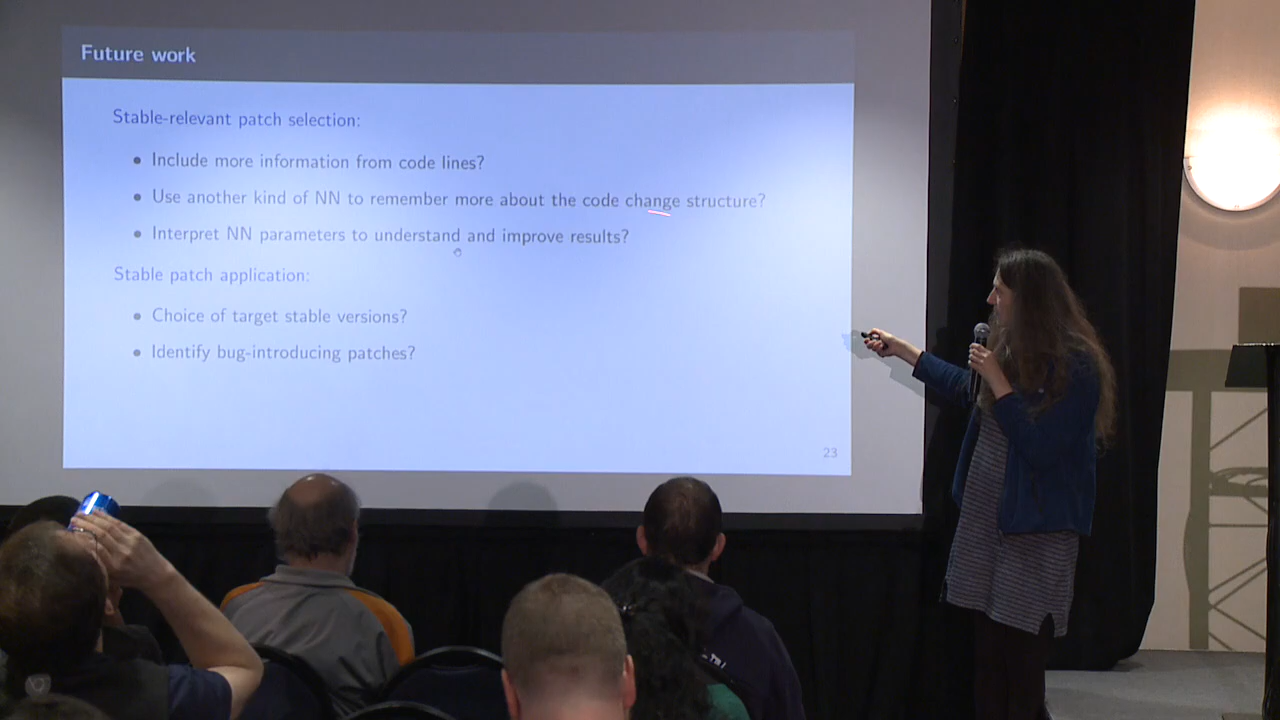 Future work
Stable-relevant patch selection:
• Include more information from code lines?
• Use another kind of NN to remember more about the code change structure?
• Interpret NN parameters to understand and improve results?
Stable patch application:
• Choice of target stable versions?
• Identify bug-introducing patches?
23